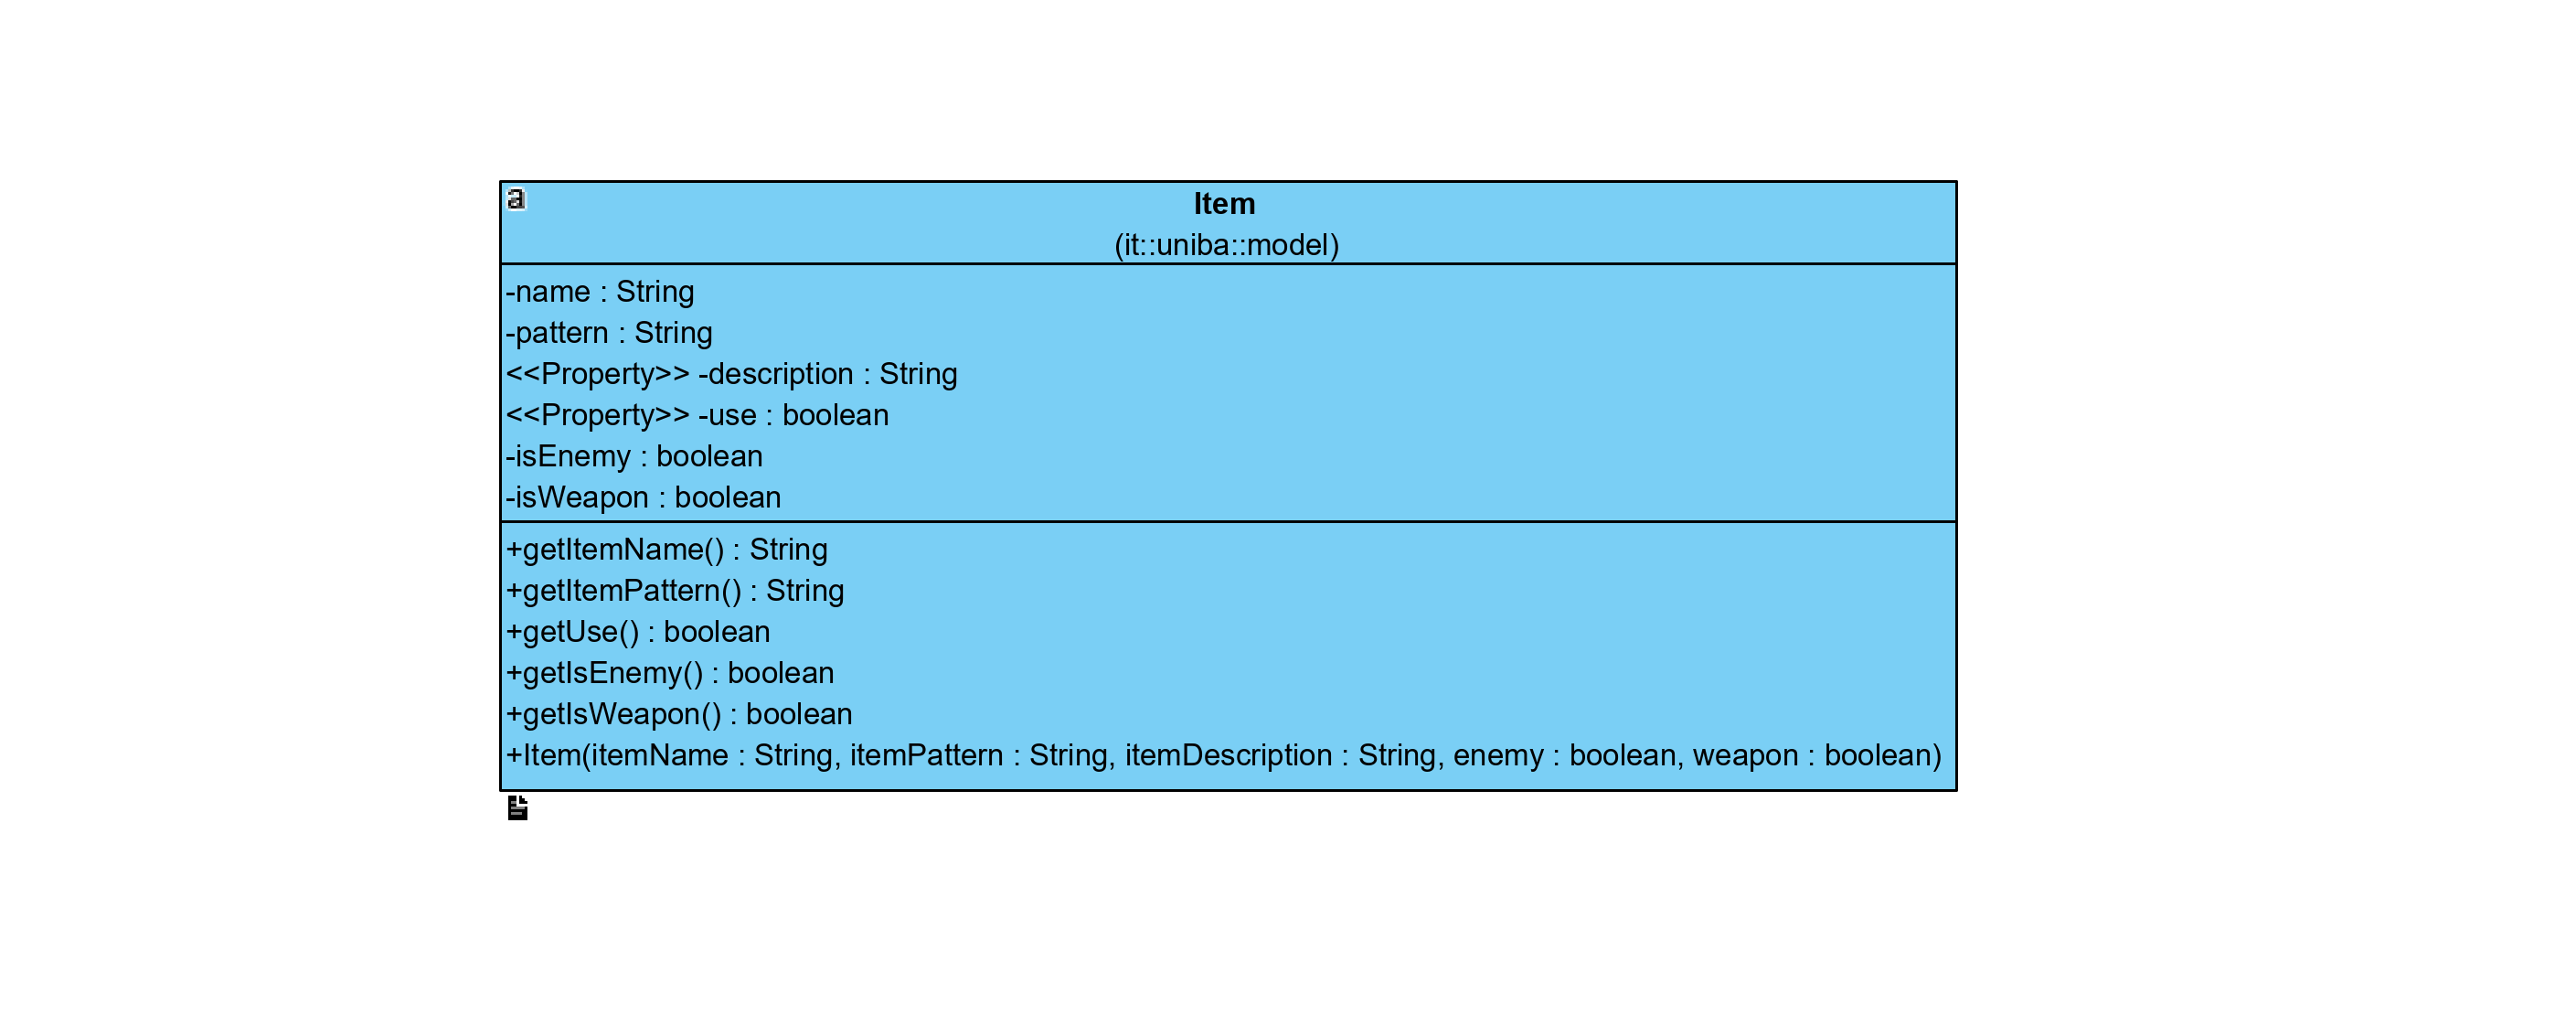 a
Item
(it::uniba::model)
-name : String
-pattern : String
<<Property>> -description : String
<<Property>> -use : boolean
-isEnemy : boolean
-isWeapon : boolean
+getItemName() : String
+getItemPattern() : String
+getUse() : boolean
+getIsEnemy() : boolean
+getIsWeapon() : boolean
+Item(itemName : String, itemPattern : String, itemDescription : String, enemy : boolean, weapon : boolean)